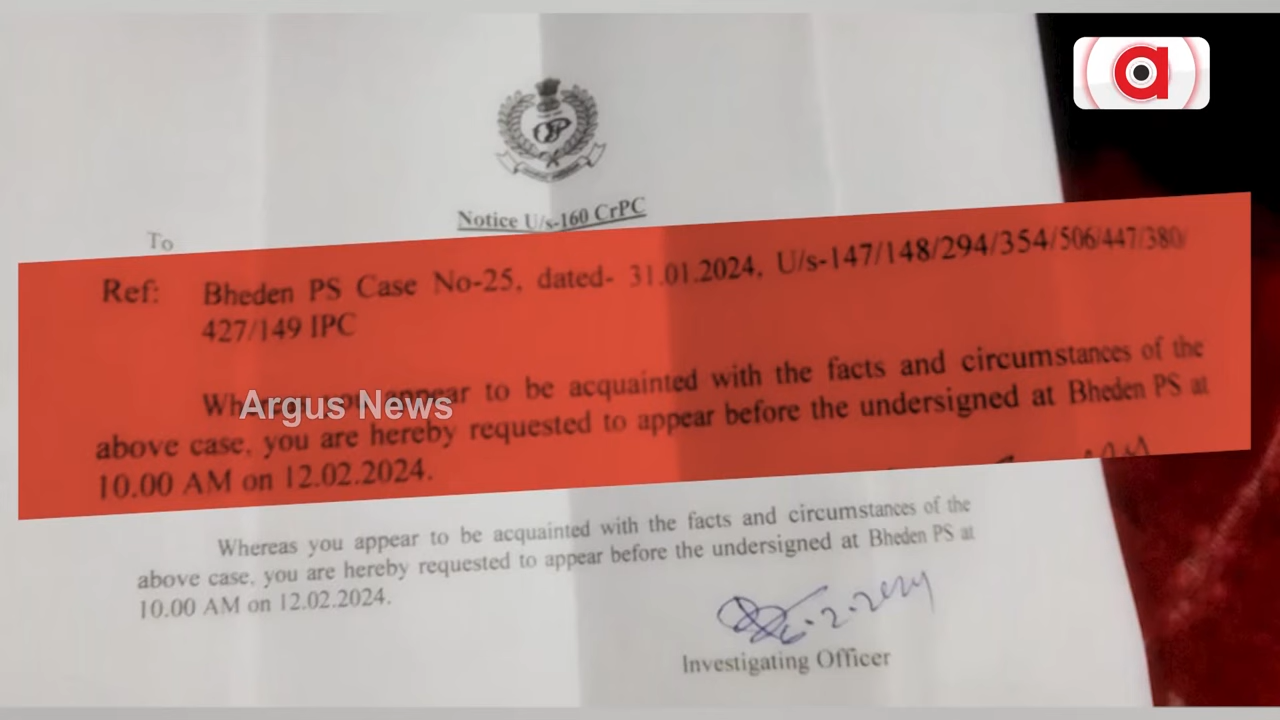 a
Notice U/s-160 CrPC
To
Ref: Bheden PS Case No-25, dated- 31.01.2024, U/s-147/148/294/354/506/447/380/
427/149 IPC
Argus News
appear to be acquainted with the facts and circumstances of the
above case, you are hereby requested to appear before the undersigned at Bheden PS at
10.00 AM on 12.02.2024.
Whereas you appear to be acquainted with the facts and circumstances of the
above case, you are hereby requested to appear before the undersigned at Bheden PS at
10.00 AM on 12.02.2024.
6.2.2024
Investigating Officer